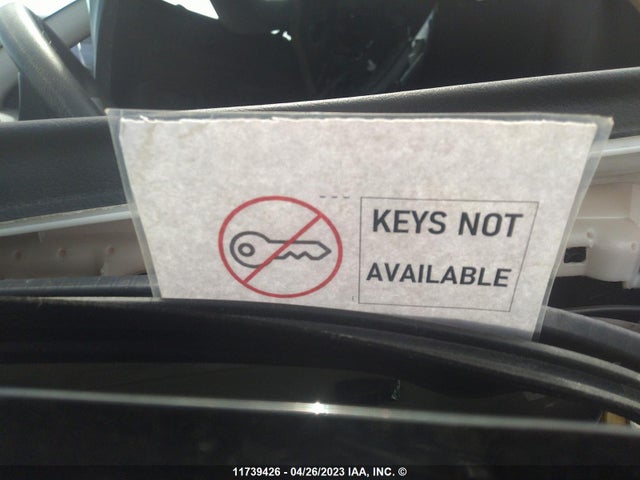 KEYS NOT
AVAILABLE
11739426 - 04/26/2023 IAA, INC. ©